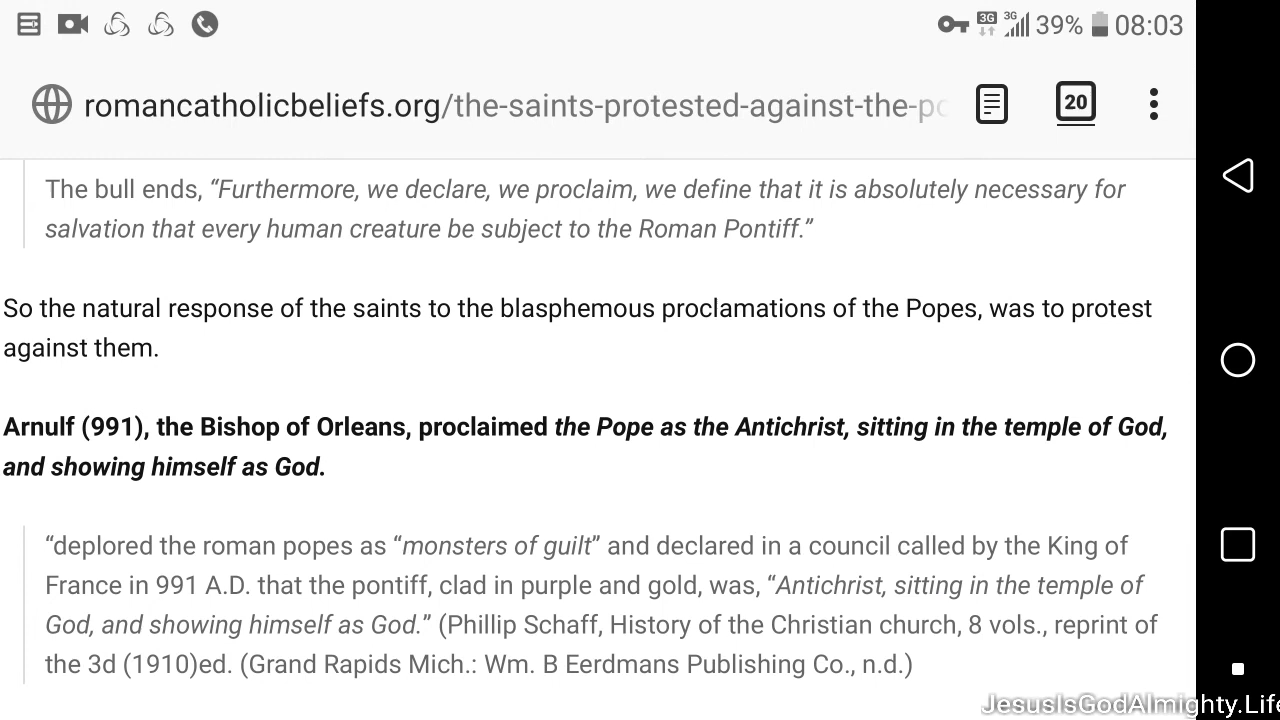 3G 3G 39% 08:03
romancatholicbeliefs.org/the-saints-protested-against-the-po 20
The bull ends, “Furthermore, we declare, we proclaim, we define that it is absolutely necessary for
salvation that every human creature be subject to the Roman Pontiff.”
So the natural response of the saints to the blasphemous proclamations of the Popes, was to protest
against them.
Arnulf (991), the Bishop of Orleans, proclaimed the Pope as the Antichrist, sitting in the temple of God,
and showing himself as God.
“deplored the roman popes as “monsters of guilt” and declared in a council called by the King of
France in 991 A.D. that the pontiff, clad in purple and gold, was, “Antichrist, sitting in the temple of
God, and showing himself as God.” (Phillip Schaff, History of the Christian church, 8 vols., reprint of
the 3d (1910)ed. (Grand Rapids Mich.: Wm. B Eerdmans Publishing Co., n.d.)
JesusIsGodAlmighty.Life